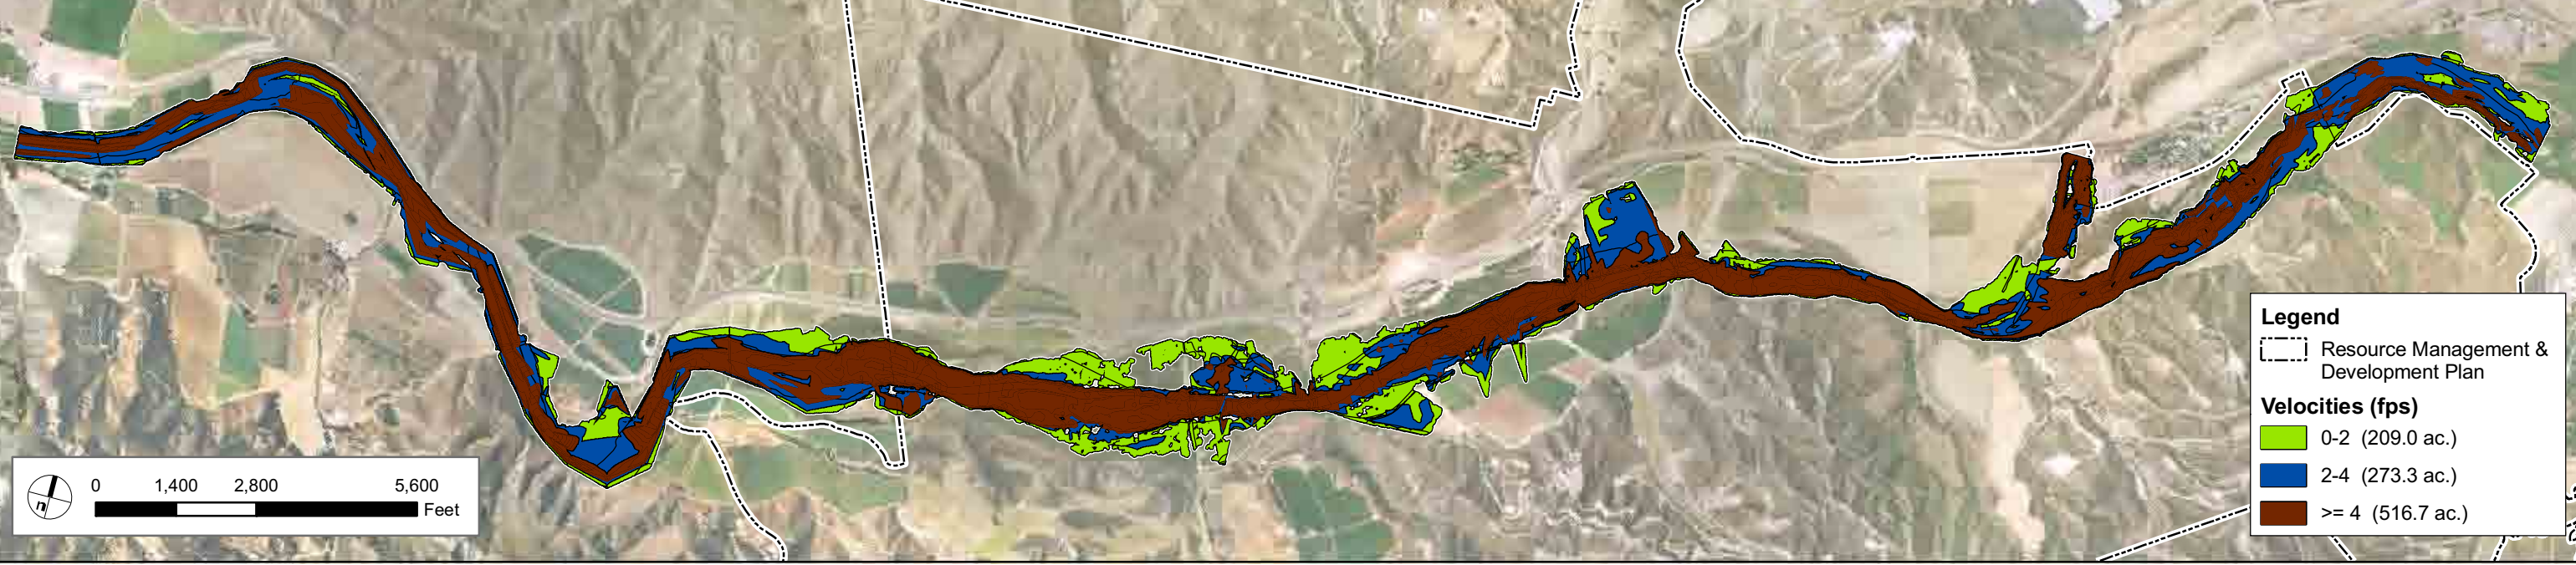 Legend
Resource Management &
Development Plan
Velocities (fps)
0-2 (209.0 ac.)
2-4 (273.3 ac.)
>= 4 (516.7 ac.)
n
0 1,400 2,800 5,600
Feet